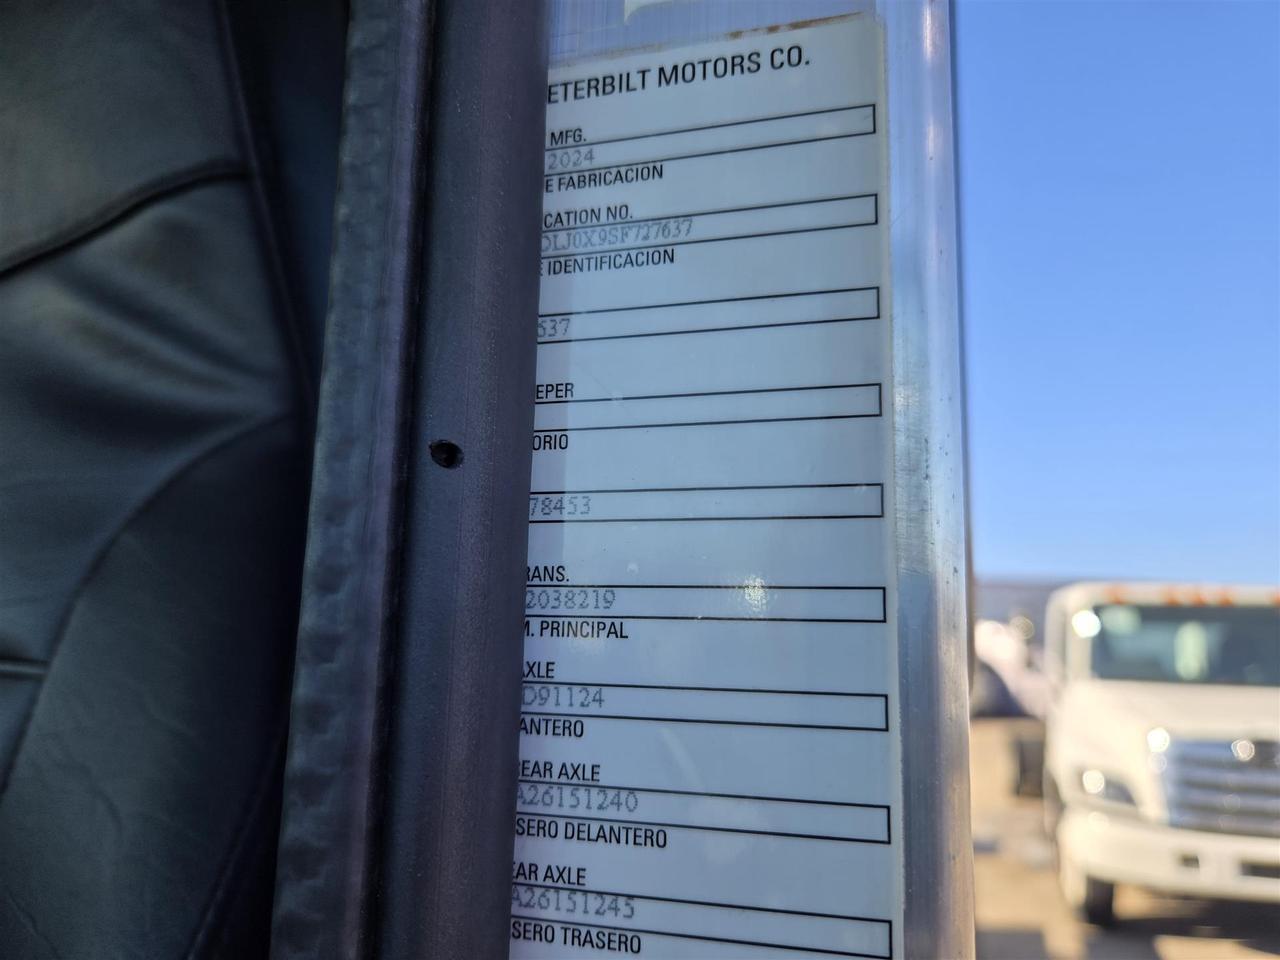 ETERBILT MOTORS CO.
MFG.
2024
E FABRICACION
CATION NO.
DLJ0X9SF727637
E IDENTIFICACION
637
EPER
ORIO
78453
RANS.
2038219
M. PRINCIPAL
AXLE
D91124
ANTERO
REAR AXLE
A26151240
SERO DELANTERO
EAR AXLE
A26151245
SERO TRASERO